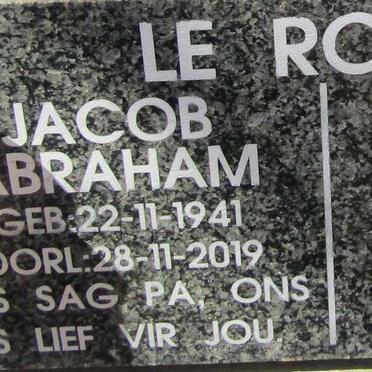 LE RO
JACOB
ABRAHAM
GEB:22-11-1941
OORL:28-11-2019
S SAG PA, ONS
S LIEF VIR JOU.